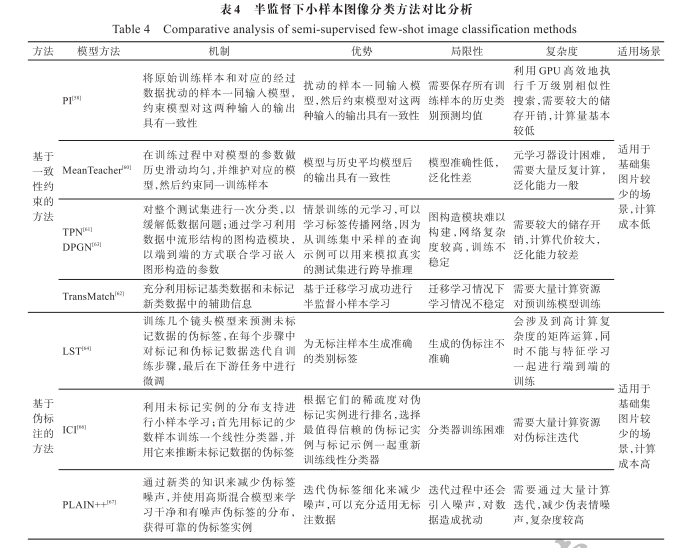 表4 半监督下小样本图像分类方法对比分析
Table 4 Comparative analysis of semi-supervised few-shot image classification methods
方法 模型方法 机制 优势 局限性 复杂度 适用场景
基于
一致
性约
束的
方法
PI[58]
将原始训练样本和对应的经过
数据扰动的样本一同输入模型,
约束模型对这两种输入的输出
具有一致性
扰动的样本一同输入模
型,然后约束模型对这两
种输入的输出具有一致性
需要保存所有训
练样本的历史类
别预测均值
利用GPU高效地执
行千万级别相似性
搜索,需要较大的储
存开销,计算量基本
较低
适用于
基础集
图片较
少的场
景,计算
成本低
MeanTeacher[60]
在训练过程中对模型的参数做
历史滑动均匀,并维护对应的模
型,然后约束同一训练样本
模型与历史平均模型后
的输出具有一致性
模型准确性低,
泛化性差
元学习器设计困难,
需要大量反复计算,
泛化能力一般
TPN[61]
DPGN[63]
对整个测试集进行一次分类,以
缓解低数据问题;通过学习利用
数据中流形结构的图构造模块,
以端到端的方式联合学习嵌入
图形构造的参数
情景训练的元学习,可以
学习标签传播网络,因为
从训练集中采样的查询
示例可以用来模拟真实
的测试集进行跨导推理
图构造模块难以
构建,网络复杂
度较高,训练不
稳定
需要较大的储存开
销,计算代价较大,
泛化能力较差
TransMatch[62]
充分利用标记基类数据和未标记
新类数据中的辅助信息
基于迁移学习成功进行
半监督小样本学习
迁移学习情况下
学习情况不稳定
需要大量计算资源
对预训练模型训练
基于
伪标
注的
方法
LST[64]
训练几个镜头模型来预测未标
记数据的伪标签,在每个步骤中
对标记和伪标记数据迭代自训
练步骤,最后在下游任务中进行
微调
为无标注样本生成准确
的类别标签
生成的伪标注不
准确
会涉及到高计算复
杂度的矩阵运算,同
时不能与特征学习
一起进行端到端的
训练
适用于
基础集
图片较
少的场
景,计算
成本高
ICI[66]
利用未标记实例的分布支持进
行小样本学习;首先用标记的少
数样本训练一个线性分类器,并
用它来推断未标记数据的伪标签
根据它们的稀疏度对伪
标记实例进行排名,选择
最值得信赖的伪标记实
例与标记示例一起重新
训练线性分类器
分类器训练困难
需要大量计算资源
对伪标注迭代
PLAIN++[67]
通过新类的知识来减少伪标签
噪声,并使用高斯混合模型来学
习干净和有噪声伪标签的分布,
获得可靠的伪标签实例
迭代伪标签细化来减少
噪声,可以充分适用无标
注数据
迭代过程中还会
引入噪声,对数
据造成扰动
需要通过大量计算
迭代,减少伪表情噪
声,复杂度较高